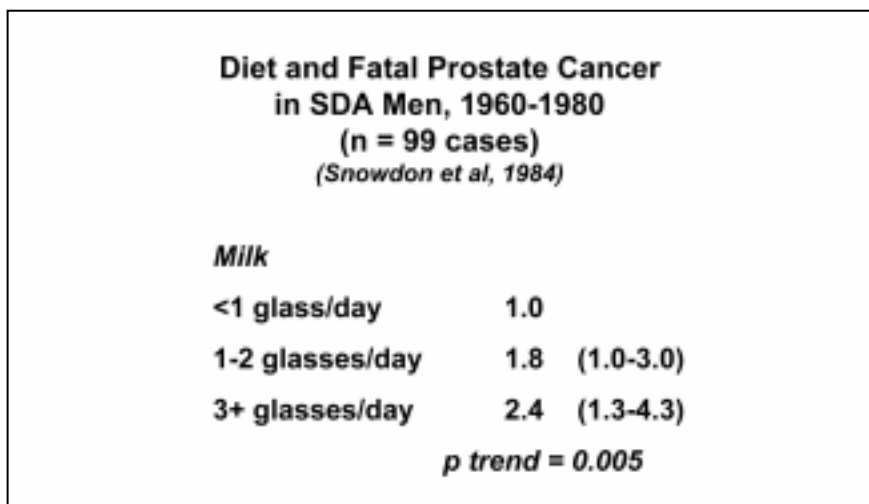 Diet and Fatal Prostate Cancer
in SDA Men, 1960-1980
(n = 99 cases)
(Snowdon et al, 1984)
Milk
<1 glass/day 1.0
1-2 glasses/day 1.8 (1.0-3.0)
3+ glasses/day 2.4 (1.3-4.3)
p trend = 0.005